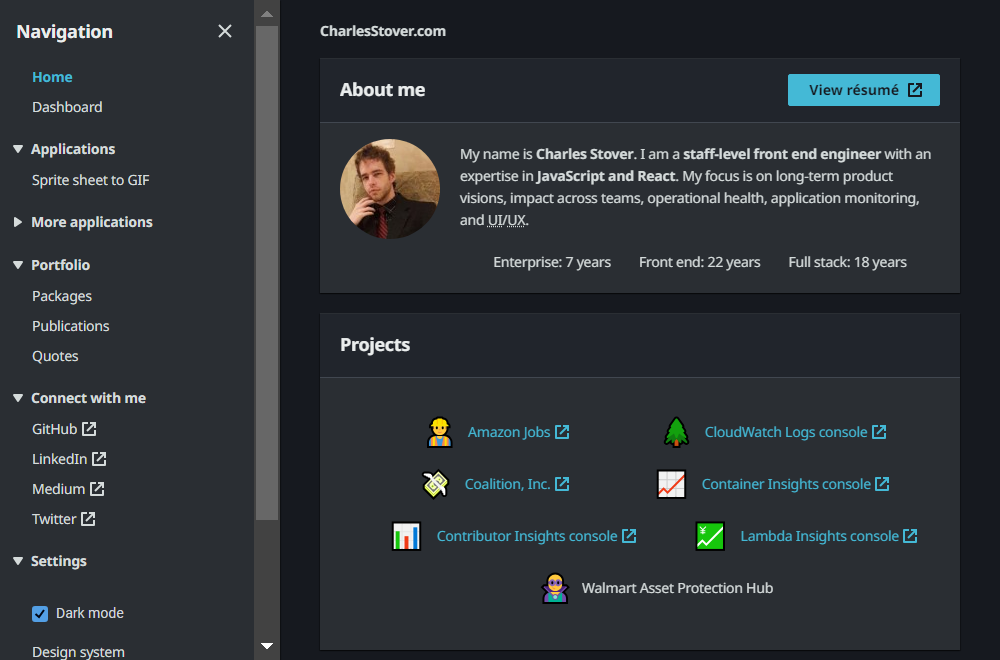 Navigation
Home
Dashboard
Applications
Sprite sheet to GIF
More applications
Portfolio
Packages
Publications
Quotes
Connect with me
GitHub
LinkedIn
Medium
Twitter
Settings
Dark mode
Design system
CharlesStover.com
About me
View résumé
My name is Charles Stover. I am a staff-level front end engineer with an
expertise in JavaScript and React. My focus is on long-term product
visions, impact across teams, operational health, application monitoring,
and UI/UX.
Enterprise: 7 years Front end: 22 years Full stack: 18 years
Projects
Amazon Jobs CloudWatch Logs console
Coalition, Inc. Container Insights console
Contributor Insights console Lambda Insights console
Walmart Asset Protection Hub